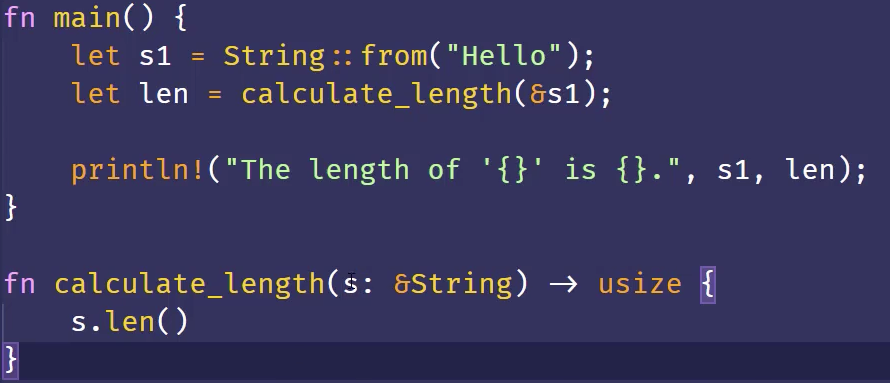 fn main() {
    let s1 = String::from("Hello");
    let len = calculate_length(&s1);

    println!("The length of '{}' is {}.", s1, len);
}

fn calculate_length(s: &String) -> usize {
    s.len()
}